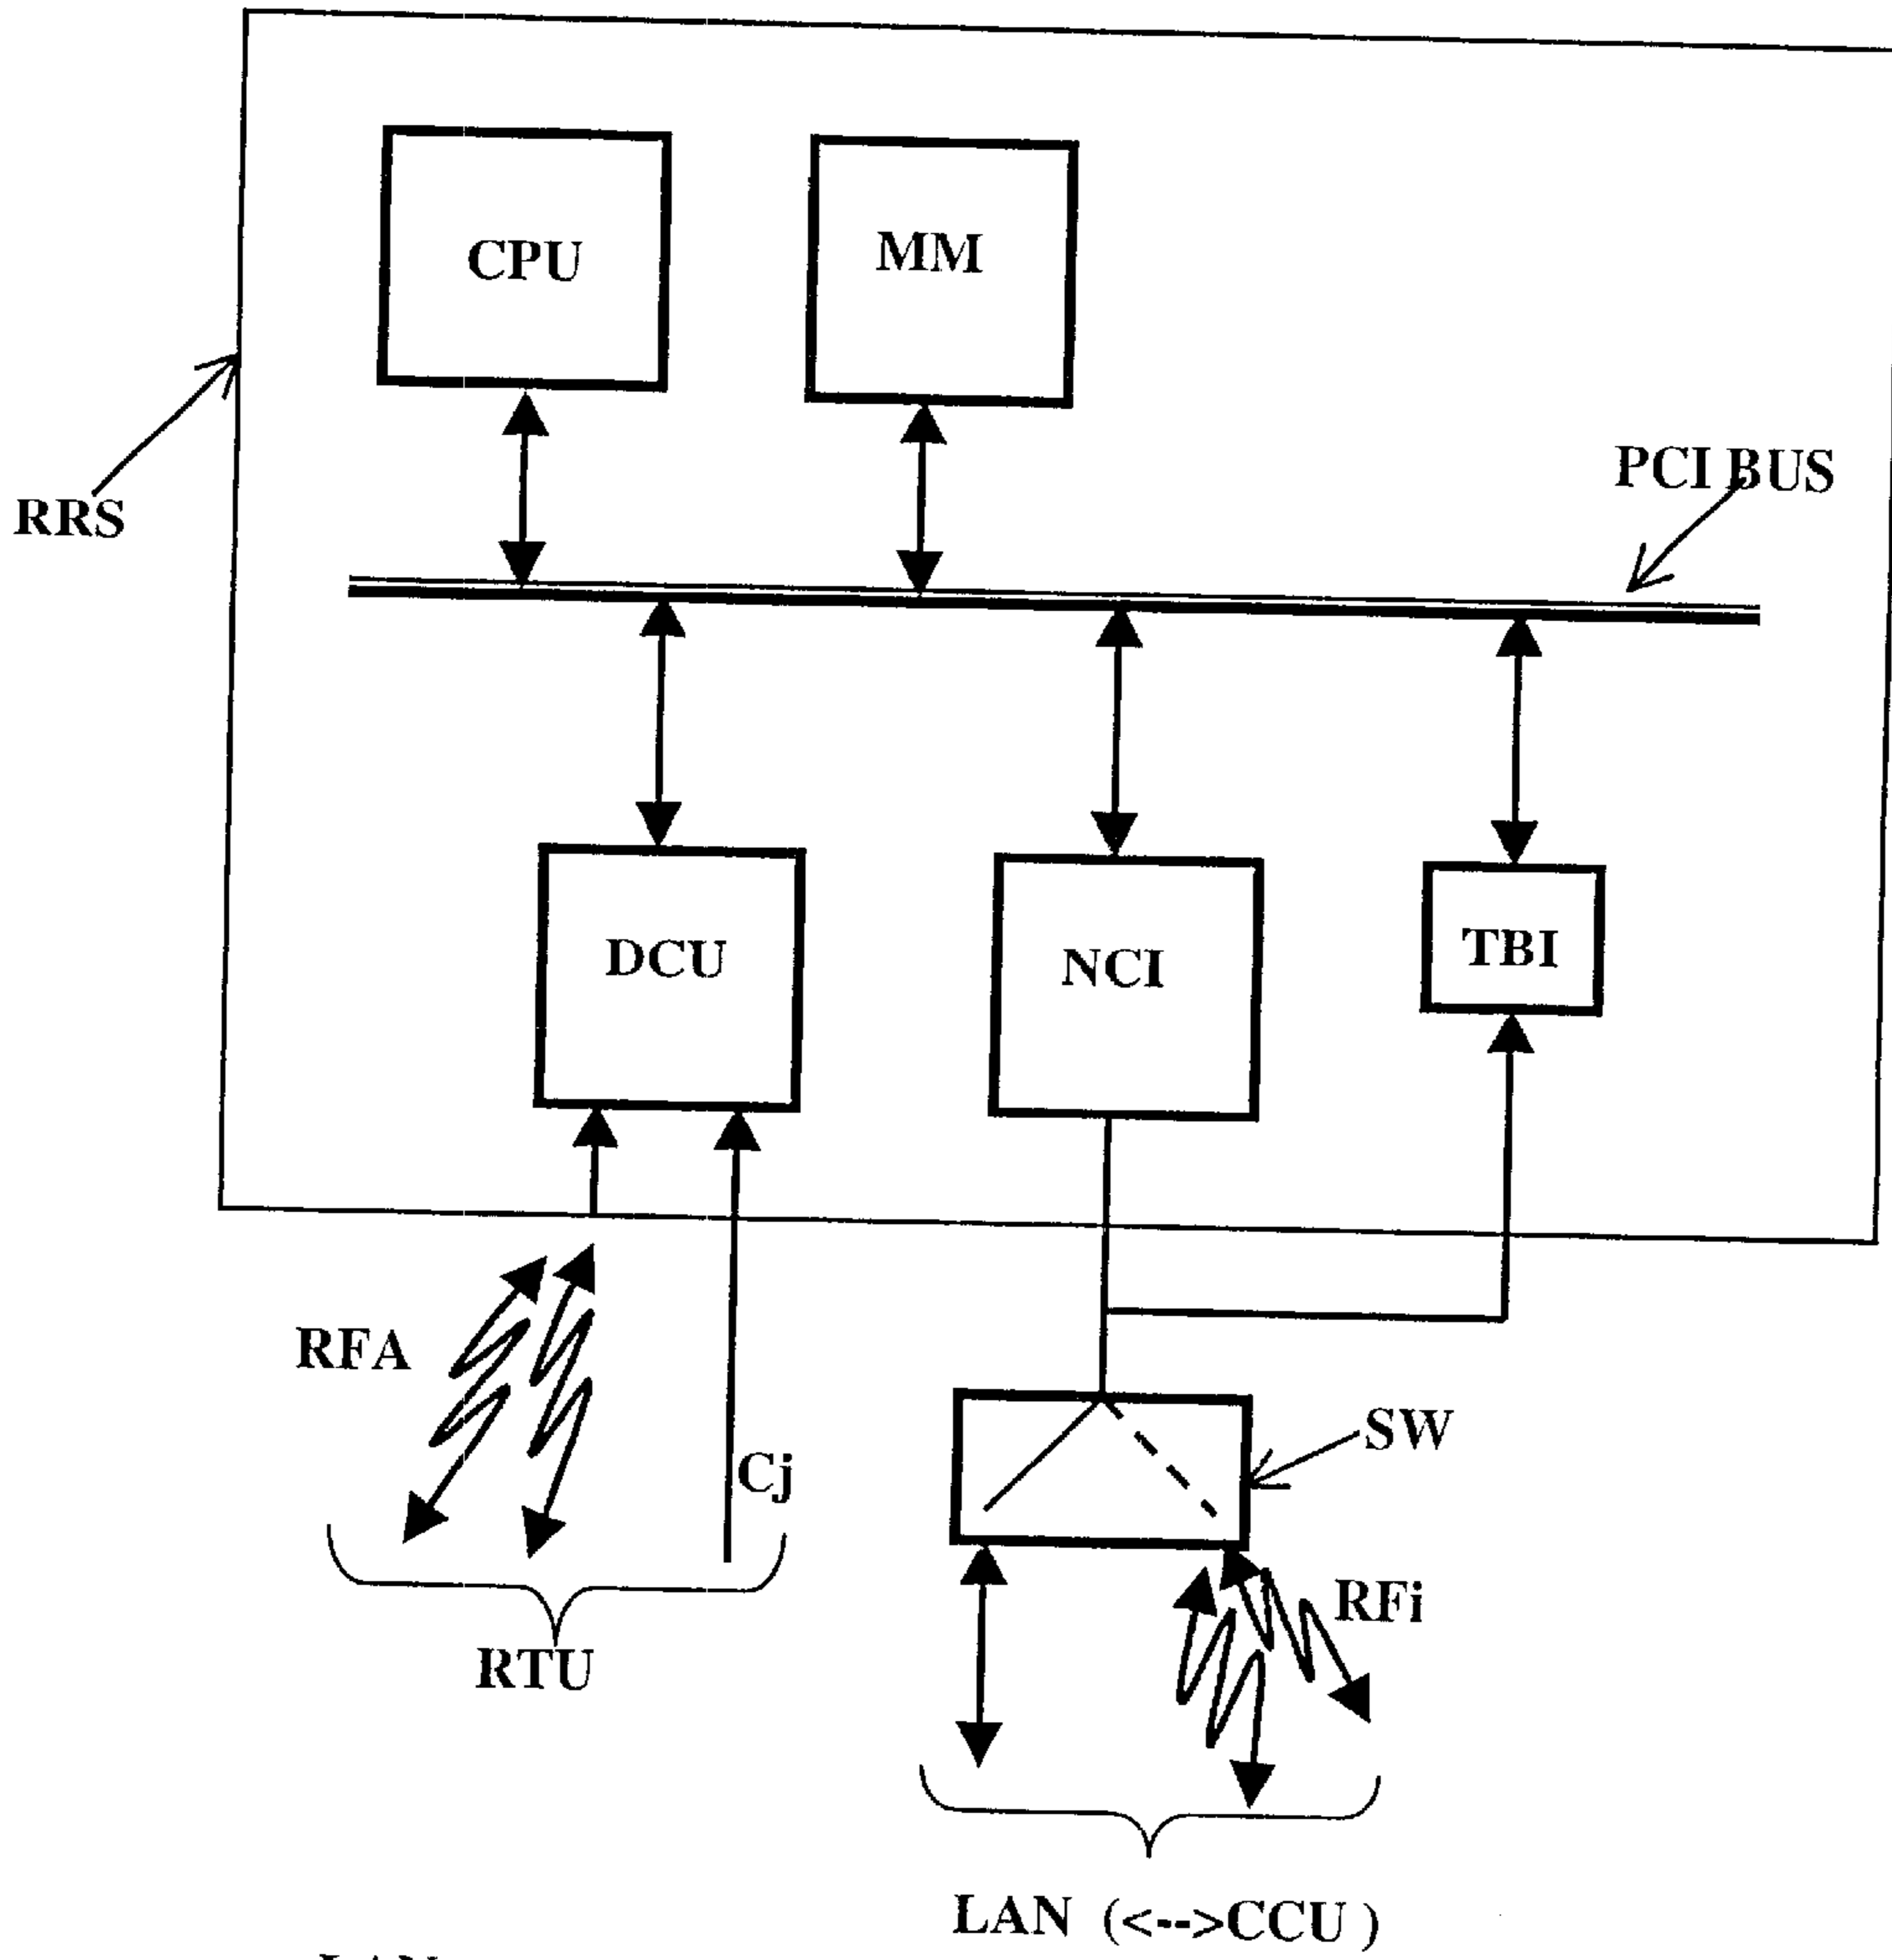 CPU
MM
PCI BUS
RRS
DCU
NCI
TBI
RFA
Cj
SW
RFi
RTU
LAN (<-->CCU )